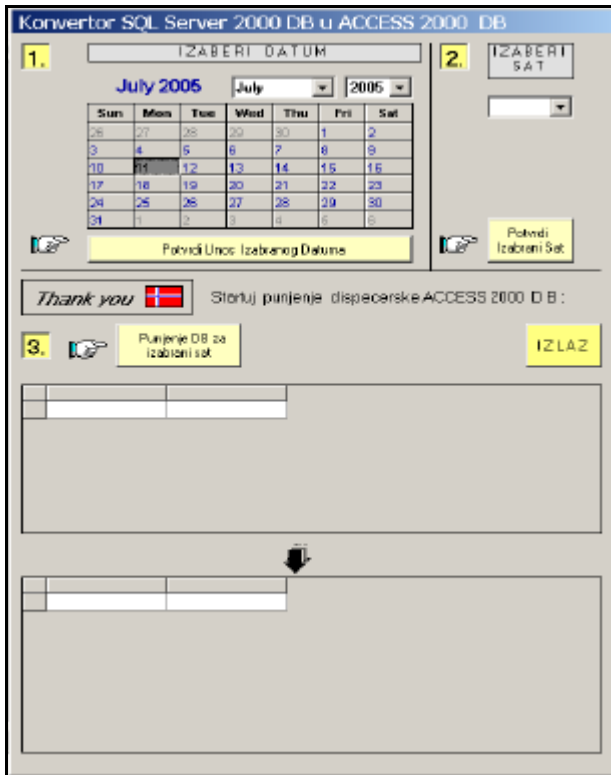 Konvertor SQL Server 2000 DB u ACCESS 2000 DB
1.
IZABERI DATUM
July 2005
July
2005
Sun Mon Tue Wed Thu Fri Sat
26 27 28 29 30 1 2
3 4 5 6 7 8 9
10 11 12 13 14 15 16
17 18 19 20 21 22 23
24 25 26 27 28 29 30
31 1 2 3 4 5 6
Potvrdi Unos Izabranog Datuma
2.
IZABERI
SAT
Potvrdi
Izabrani Sat
Thank you
Startuj punjenje dispecerske ACCESS 2000 DB :
3.
Punjenje DB za
izabrani sat
IZLAZ